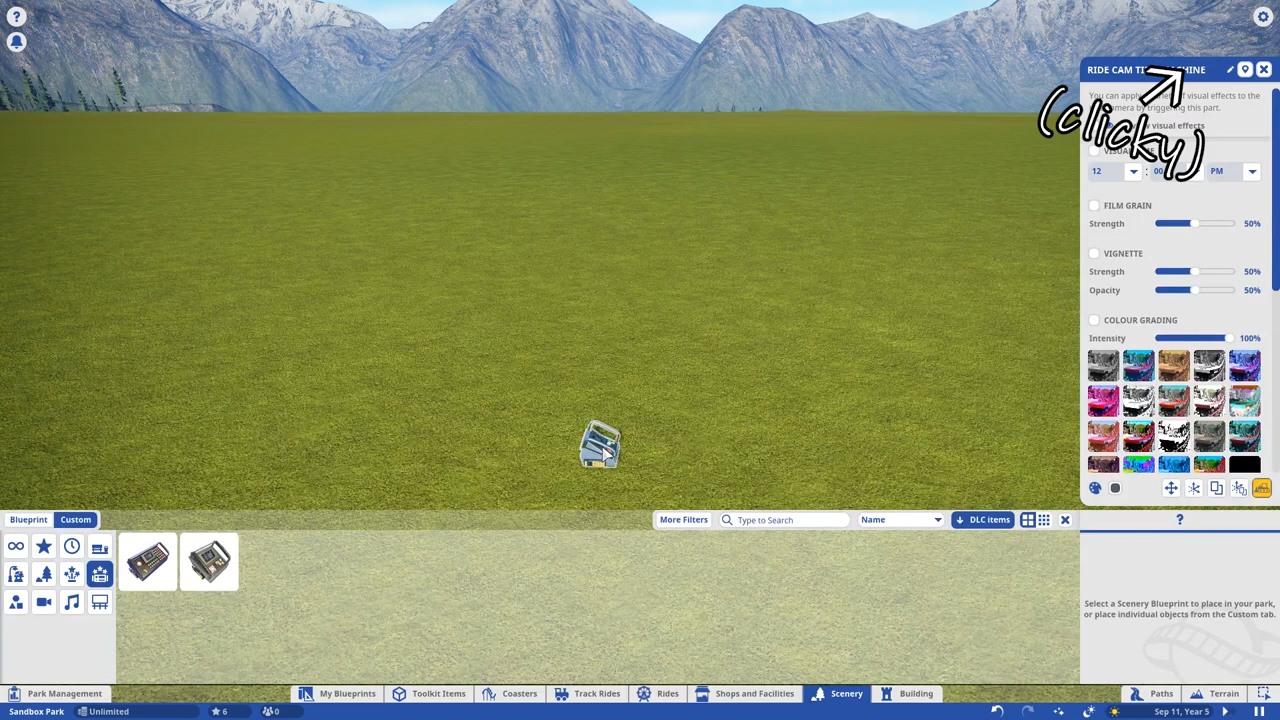 RIDE CAM TI MACHINE
You can apply of visual effects to the
camera by triggering this part.
visual effects
(clicky)
12 : 00 PM
FILM GRAIN
Strength 50%
VIGNETTE
Strength 50%
Opacity 50%
COLOUR GRADING
Intensity 100%
Blueprint Custom More Filters Type to Search Name DLC items ?
Select a Scenery Blueprint to place in your park,
or place individual objects from the Custom tab.
Park Management My Blueprints Toolkit Items Coasters Track Rides Rides Shops and Facilities Scenery Building Paths Terrain
Sandbox Park Unlimited 6 0 Sep 11, Year 5